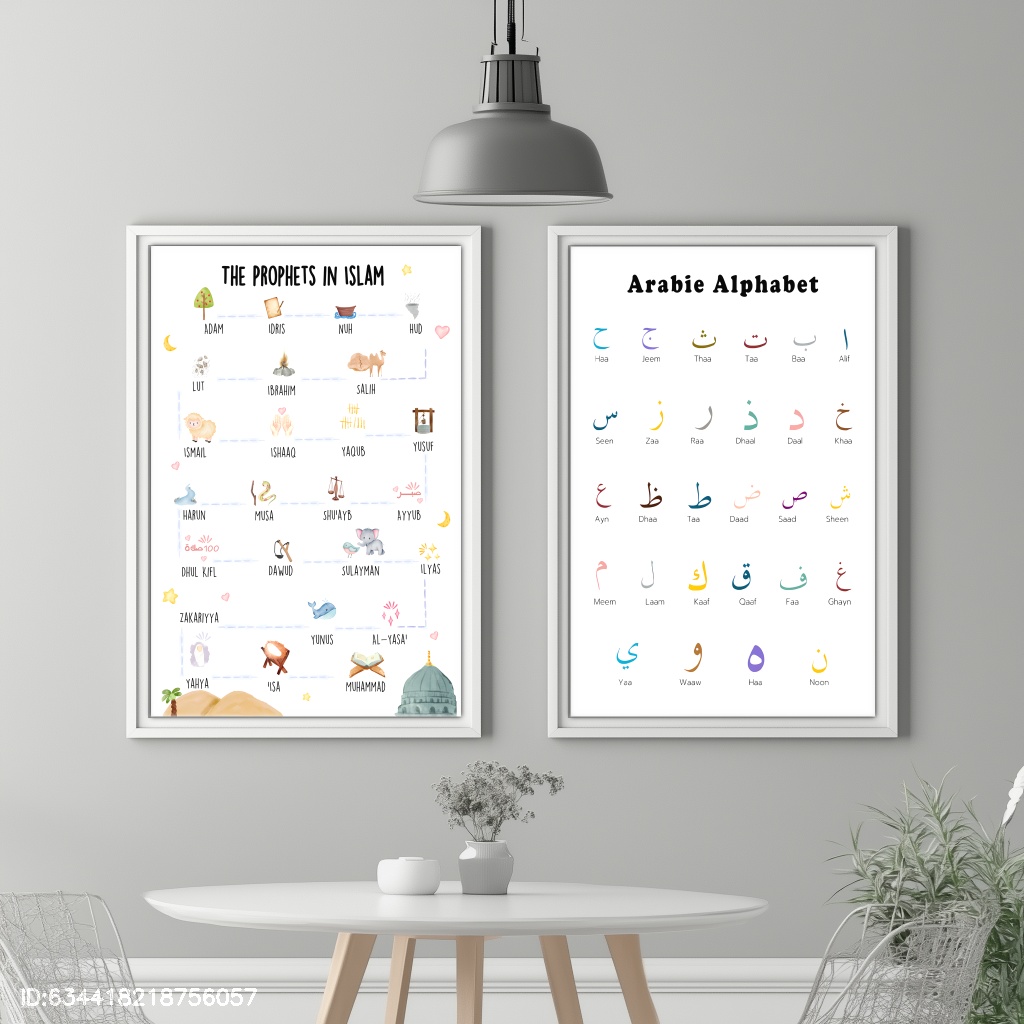 THE PROPHETS IN ISLAM
ADAM IDRIS NUH HUD
LUT IBRAHIM SALIH
ISMAIL ISHAAQ YAQUB YUSUF
صبر
HARUN MUSA SHU'AYB AYYUB
100 صلاة
DHUL KIFL DAWUD SULAYMAN ILYAS
ZAKARIYYA
YUNUS AL-YASA'
YAHYA 'ISA MUHAMMAD
Arabie Alphabet
ا ب ت ث ج ح
Haa Jeem Thaa Taa Baa Alif
خ د ذ ر ز س
Seen Zaa Raa Dhaal Daal Khaa
ش ص ض ط ظ ع
Ayn Dhaa Taa Daad Saad Sheen
غ ف ق ك ل م
Meem Laam Kaaf Qaaf Faa Ghayn
ن ه و ي
Yaa Waaw Haa Noon
ID:634418218756057